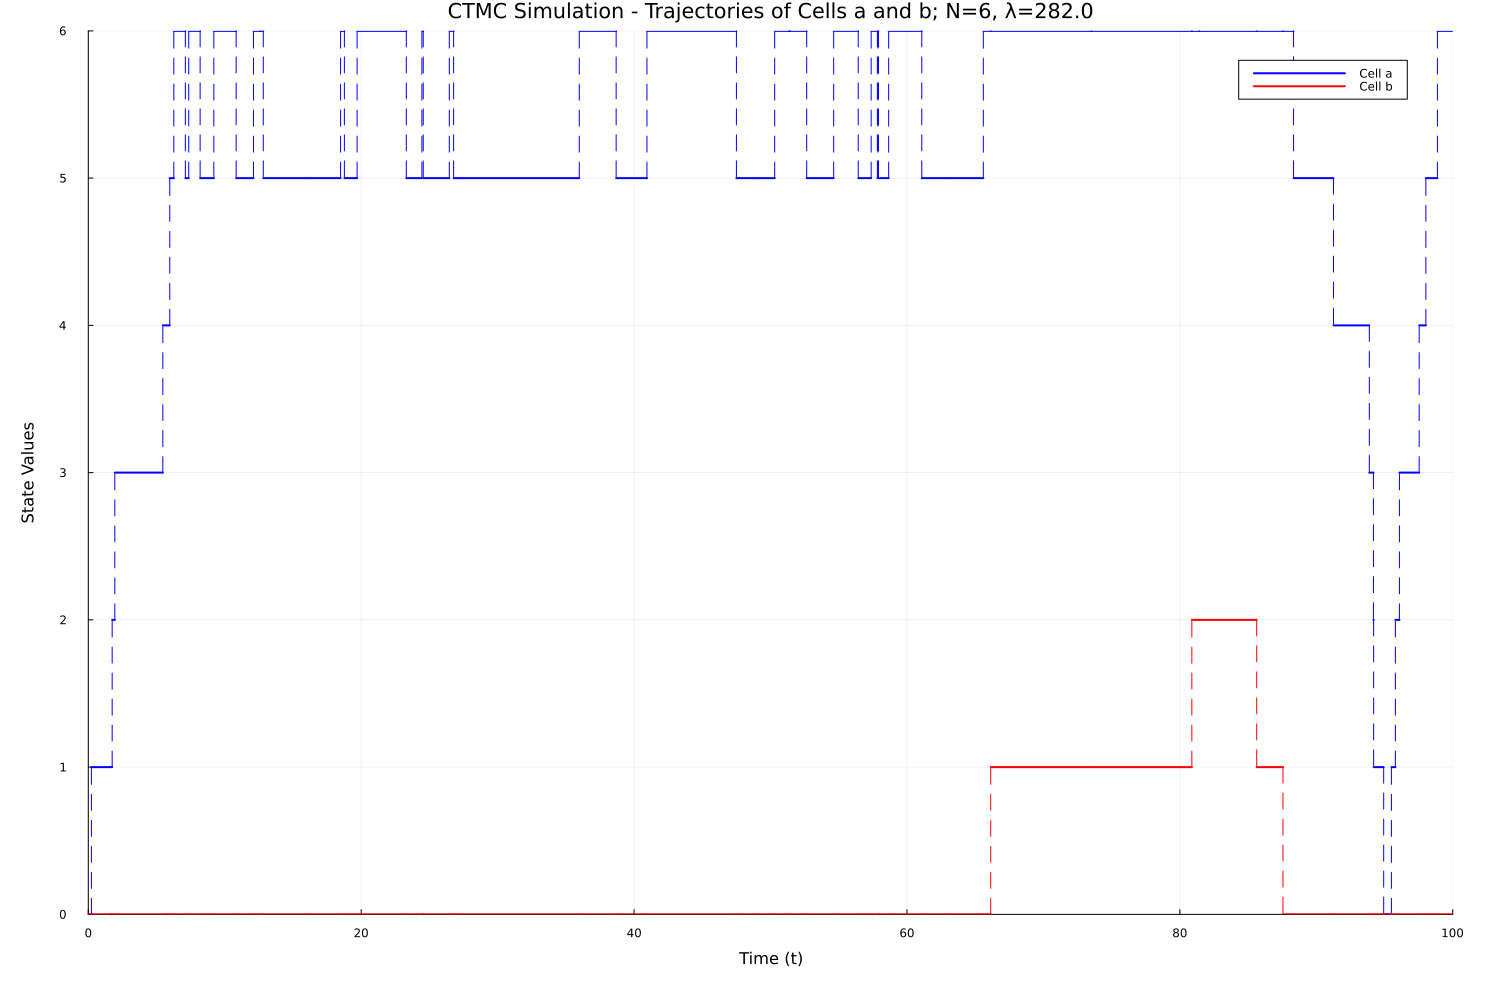 CTMC Simulation - Trajectories of Cells a and b; N=6, λ=282.0
6
5
4
3
2
1
0
State Values
Cell a
Cell b
0 20 40 60 80 100
Time (t)